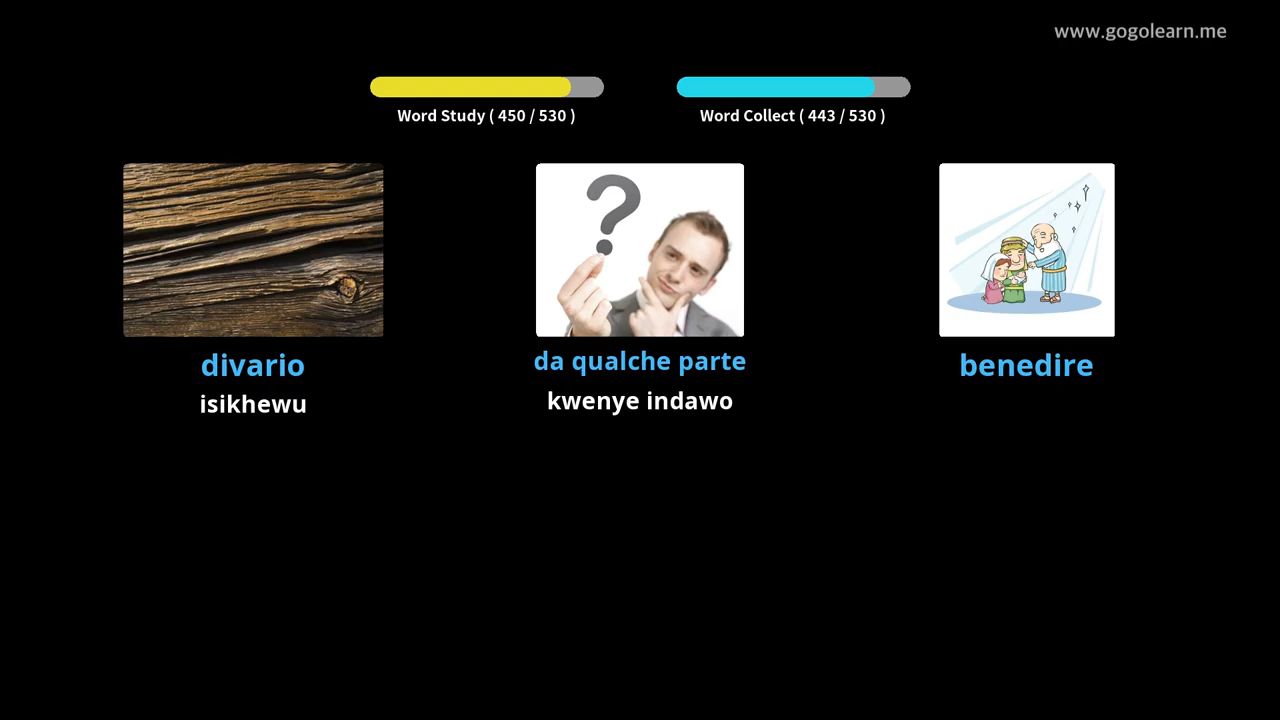 www.gogolearn.me
Word Study ( 450 / 530 )
Word Collect ( 443 / 530 )
divario
isikhewu
da qualche parte
kwenye indawo
benedire